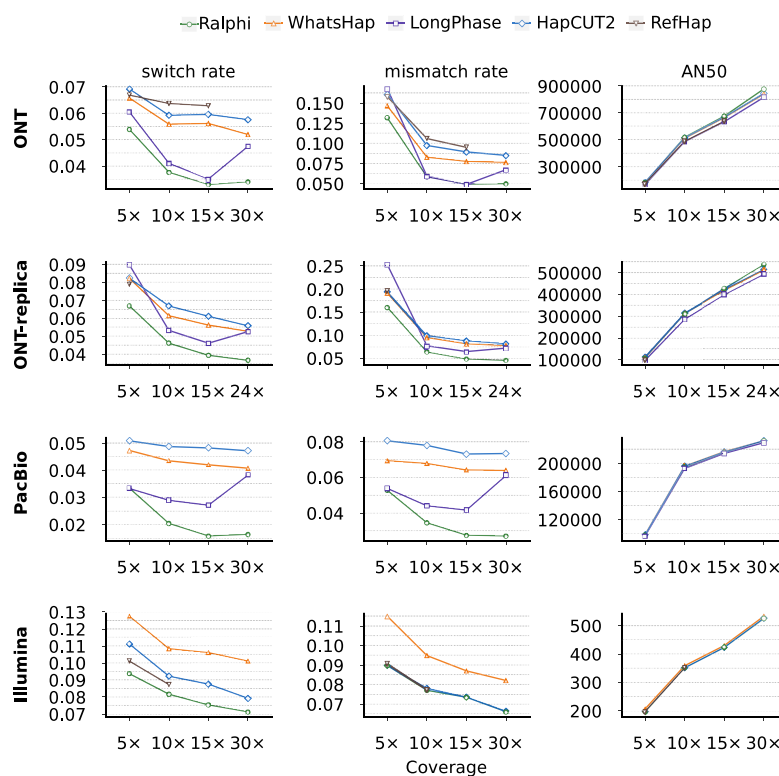 Ralphi WhatsHap LongPhase HapCUT2 RefHap
switch rate mismatch rate AN50
ONT
0.07 0.06 0.05 0.04
5× 10× 15× 30×
0.150 0.125 0.100 0.075 0.050
5× 10× 15× 30×
900000 700000 500000 300000
5× 10× 15× 30×
ONT-replica
0.09 0.08 0.07 0.06 0.05 0.04
5× 10× 15× 24×
0.25 0.20 0.15 0.10 0.05
5× 10× 15× 24×
500000 400000 300000 200000 100000
5× 10× 15× 24×
PacBio
0.05 0.04 0.03 0.02
5× 10× 15× 30×
0.08 0.06 0.04
5× 10× 15× 30×
200000 160000 120000
5× 10× 15× 30×
Illumina
0.13 0.12 0.11 0.10 0.09 0.08 0.07
5× 10× 15× 30×
0.11 0.10 0.09 0.08 0.07
5× 10× 15× 30×
500 400 300 200
5× 10× 15× 30×
Coverage